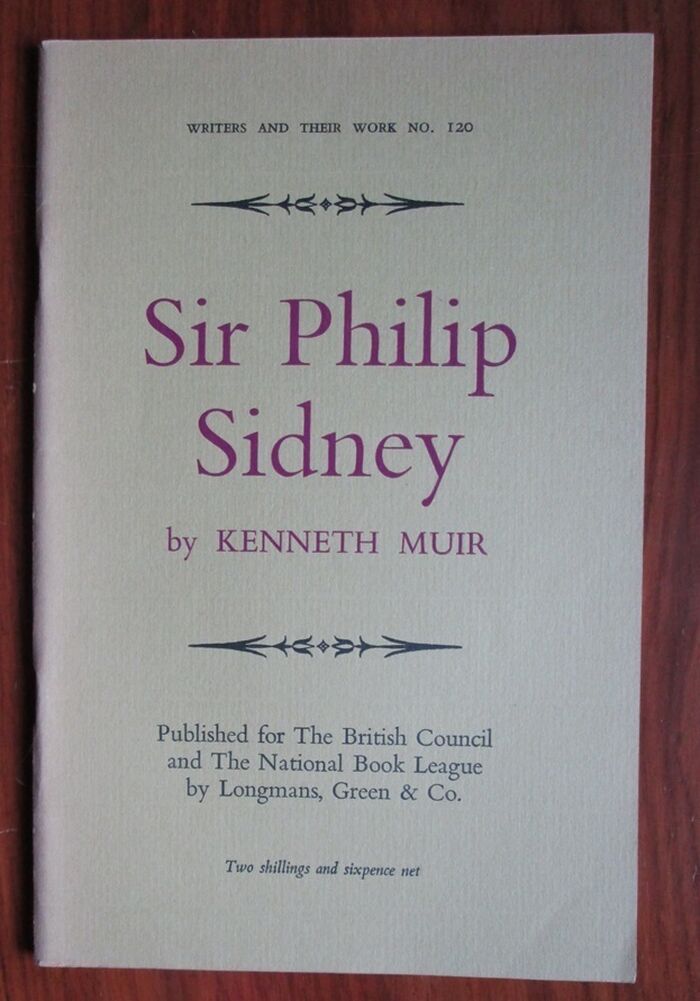 WRITERS AND THEIR WORK NO. 120
Sir Philip
Sidney
by KENNETH MUIR
Published for The British Council
and The National Book League
by Longmans, Green & Co.
Two shillings and sixpence net